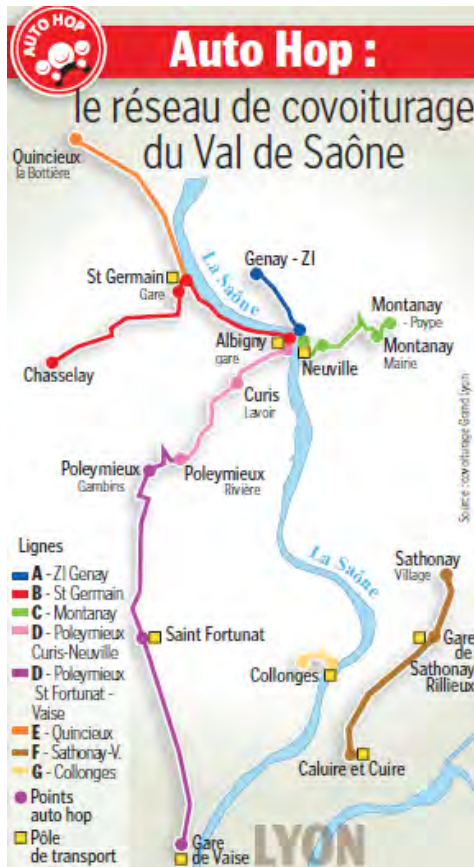 AUTO HOP
Auto Hop :
le réseau de covoiturage
du Val de Saône
Quincieux
la Bottière
La Saône
Genay - ZI
St Germain
Gare
Montanay
- Poype
Albigny
gare
Neuville
Montanay
Mairie
Chasselay
Curis
Lavoir
Poleymieux
Gambins
Poleymieux
Rivière
Source : covoiturage Grand Lyon
Lignes
A - ZI Genay
B - St Germain
C - Montanay
D - Poleymieux
Curis-Neuville
D - Poleymieux
St Fortunat -
Vaise
E - Quincieux
F - Sathonay-V.
G - Collonges
Points
auto hop
Pôle
de transport
La Saône
Sathonay
Village
Saint Fortunat
Gare
de
Sathonay
Rillieux
Collonges
Caluire et Cuire
Gare
de Vaise
LYON